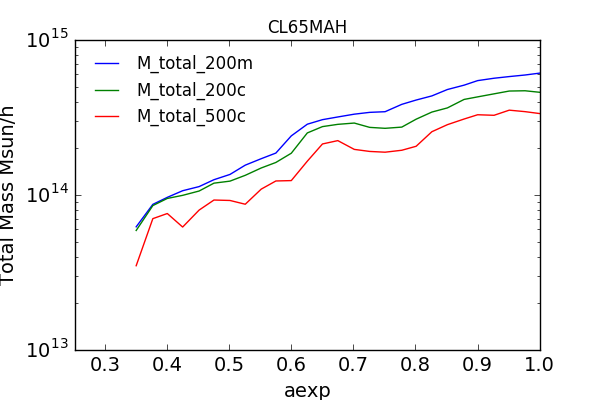 CL65MAH
10^15
M_total_200m
M_total_200c
M_total_500c
Total Mass Msun/h
10^14
10^13
0.3 0.4 0.5 0.6 0.7 0.8 0.9 1.0
aexp